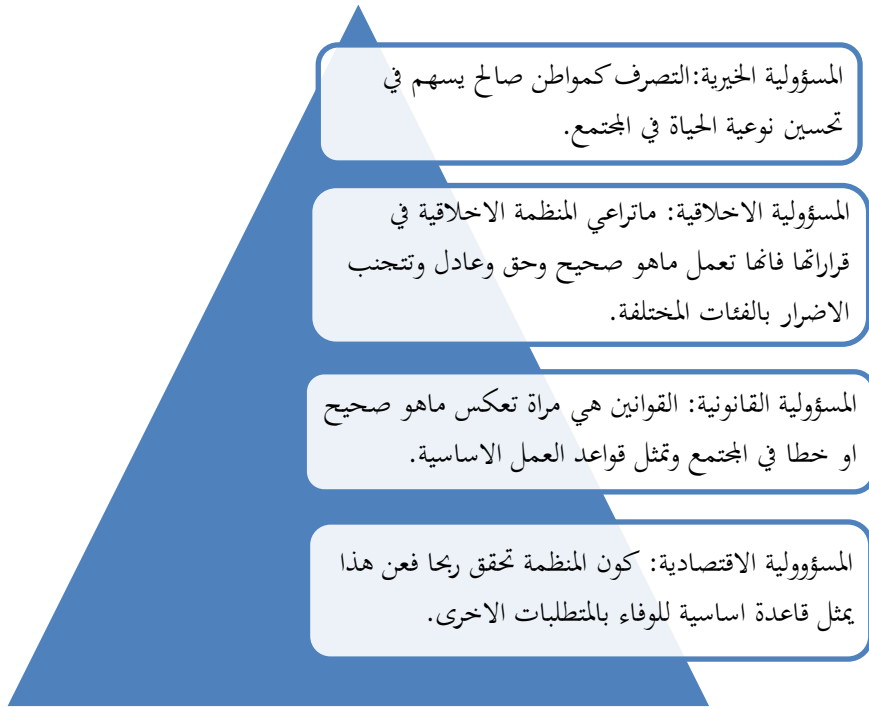 المسؤولية الخيرية:التصرف كمواطن صالح يسهم في
تحسين نوعية الحياة في المجتمع.
المسؤولية الاخلاقية: ماتراعي المنظمة الاخلاقية في
قراراتها فانها تعمل ماهو صحيح وحق وعادل وتتجنب
الاضرار بالفئات المختلفة.
المسؤولية القانونية: القوانين هي مراة تعكس ماهو صحيح
او خطا في المجتمع وتمثل قواعد العمل الاساسية.
المسؤوولية الاقتصادية: كون المنظمة تحقق ربحا فعن هذا
يمثل قاعدة اساسية للوفاء بالمتطلبات الاخرى.